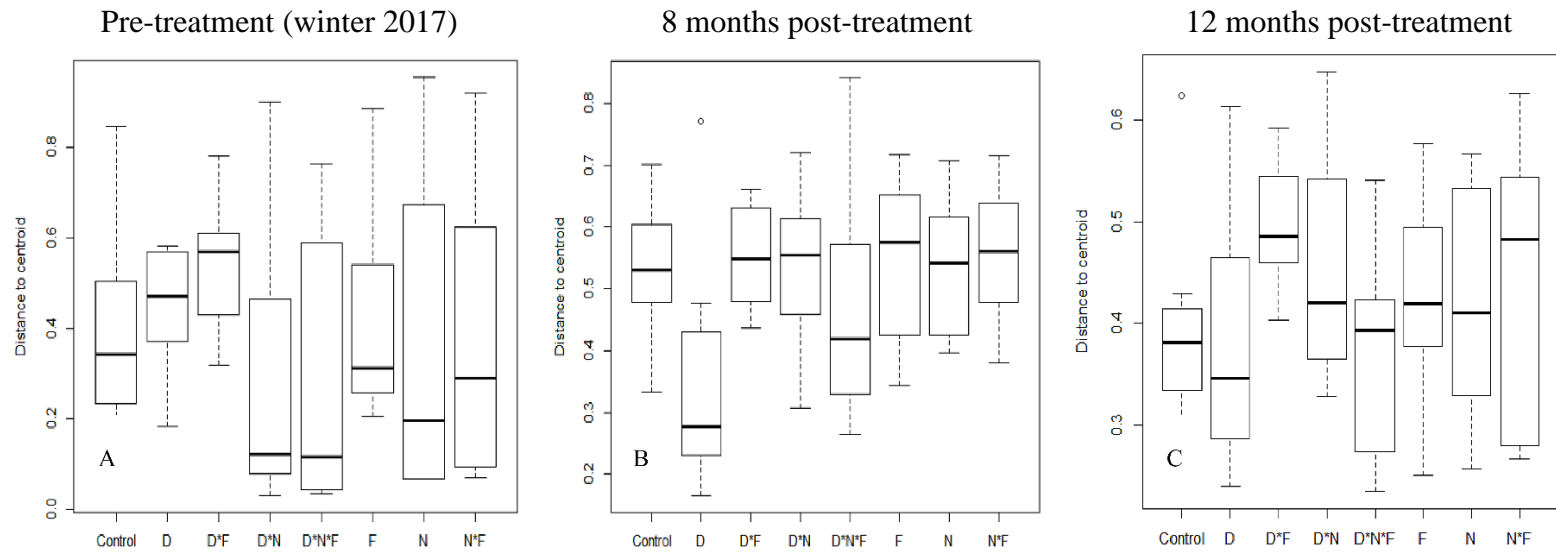 Pre-treatment (winter 2017)
8 months post-treatment
12 months post-treatment
Distance to centroid
0.8
0.6
0.4
0.2
0.0
A
Control D D*F D*N D*N*F F N N*F
Distance to centroid
0.8
0.7
0.6
0.5
0.4
0.3
0.2
B
Control D D*F D*N D*N*F F N N*F
Distance to centroid
0.6
0.5
0.4
0.3
C
Control D D*F D*N D*N*F F N N*F